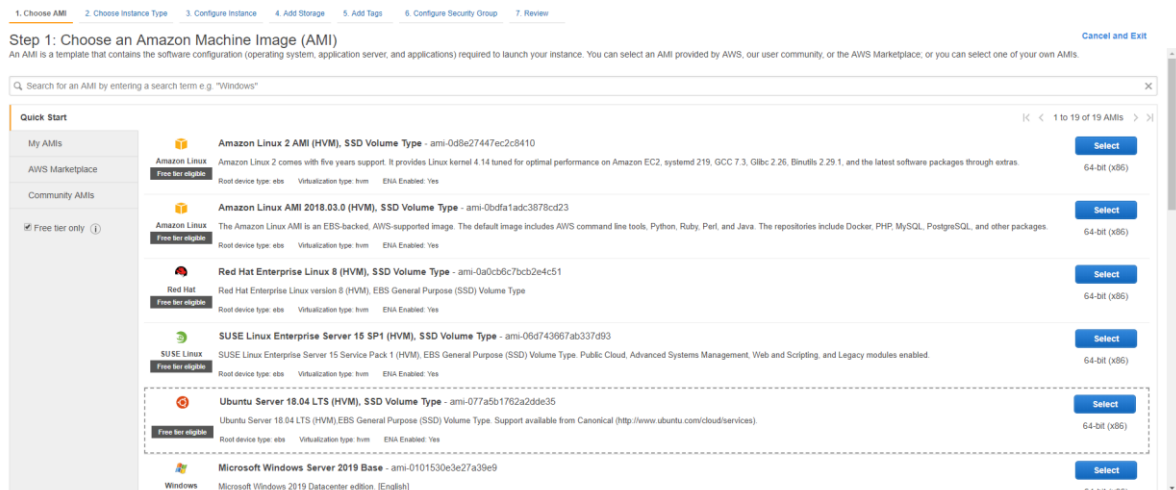 1. Choose AMI 2. Choose Instance Type 3. Configure Instance 4. Add Storage 5. Add Tags 6. Configure Security Group 7. Review
Step 1: Choose an Amazon Machine Image (AMI)
Cancel and Exit
An AMI is a template that contains the software configuration (operating system, application server, and applications) required to launch your instance. You can select an AMI provided by AWS, our user community, or the AWS Marketplace; or you can select one of your own AMIs.
Search for an AMI by entering a search term e.g. "Windows"
Quick Start
1 to 19 of 19 AMIs
My AMIs
AWS Marketplace
Community AMIs
Free tier only
Amazon Linux
Free tier eligible
Amazon Linux 2 AMI (HVM), SSD Volume Type - ami-0d8e27447ec2c8410
Amazon Linux 2 comes with five years support. It provides Linux kernel 4.14 tuned for optimal performance on Amazon EC2, systemd 219, GCC 7.3, Glibc 2.26, Binutils 2.29.1, and the latest software packages through extras.
Root device type: ebs Virtualization type: hvm ENA Enabled: Yes
Select
64-bit (x86)
Amazon Linux
Free tier eligible
Amazon Linux AMI 2018.03.0 (HVM), SSD Volume Type - ami-0bdfa1adc3878cd23
The Amazon Linux AMI is an EBS-backed, AWS-supported image. The default image includes AWS command line tools, Python, Ruby, Perl, and Java. The repositories include Docker, PHP, MySQL, PostgreSQL, and other packages.
Root device type: ebs Virtualization type: hvm ENA Enabled: Yes
Select
64-bit (x86)
Red Hat
Free tier eligible
Red Hat Enterprise Linux 8 (HVM), SSD Volume Type - ami-0a0cb6c7bcb2e4c51
Red Hat Enterprise Linux version 8 (HVM), EBS General Purpose (SSD) Volume Type
Root device type: ebs Virtualization type: hvm ENA Enabled: Yes
Select
64-bit (x86)
SUSE Linux
Free tier eligible
SUSE Linux Enterprise Server 15 SP1 (HVM), SSD Volume Type - ami-06d743667ab337d93
SUSE Linux Enterprise Server 15 Service Pack 1 (HVM), EBS General Purpose (SSD) Volume Type. Public Cloud, Advanced Systems Management, Web and Scripting, and Legacy modules enabled.
Root device type: ebs Virtualization type: hvm ENA Enabled: Yes
Select
64-bit (x86)
Free tier eligible
Ubuntu Server 18.04 LTS (HVM), SSD Volume Type - ami-077a5b1762a2dde35
Ubuntu Server 18.04 LTS (HVM),EBS General Purpose (SSD) Volume Type. Support available from Canonical (http://www.ubuntu.com/cloud/services).
Root device type: ebs Virtualization type: hvm ENA Enabled: Yes
Select
64-bit (x86)
Windows
Microsoft Windows Server 2019 Base - ami-0101530e3e27a39e9
Microsoft Windows 2019 Datacenter edition. [English]
Select